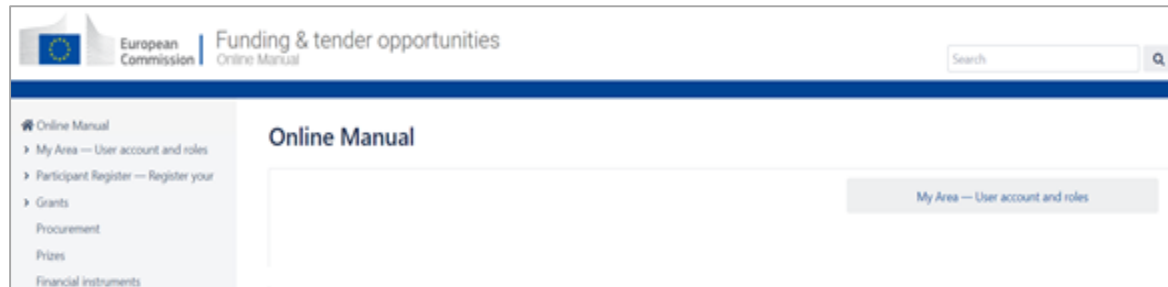 European
Commission
Funding & tender opportunities
Online Manual
Search
Online Manual
My Area — User account and roles
Participant Register — Register your
Grants
Procurement
Prizes
Financial instruments
Online Manual
My Area — User account and roles